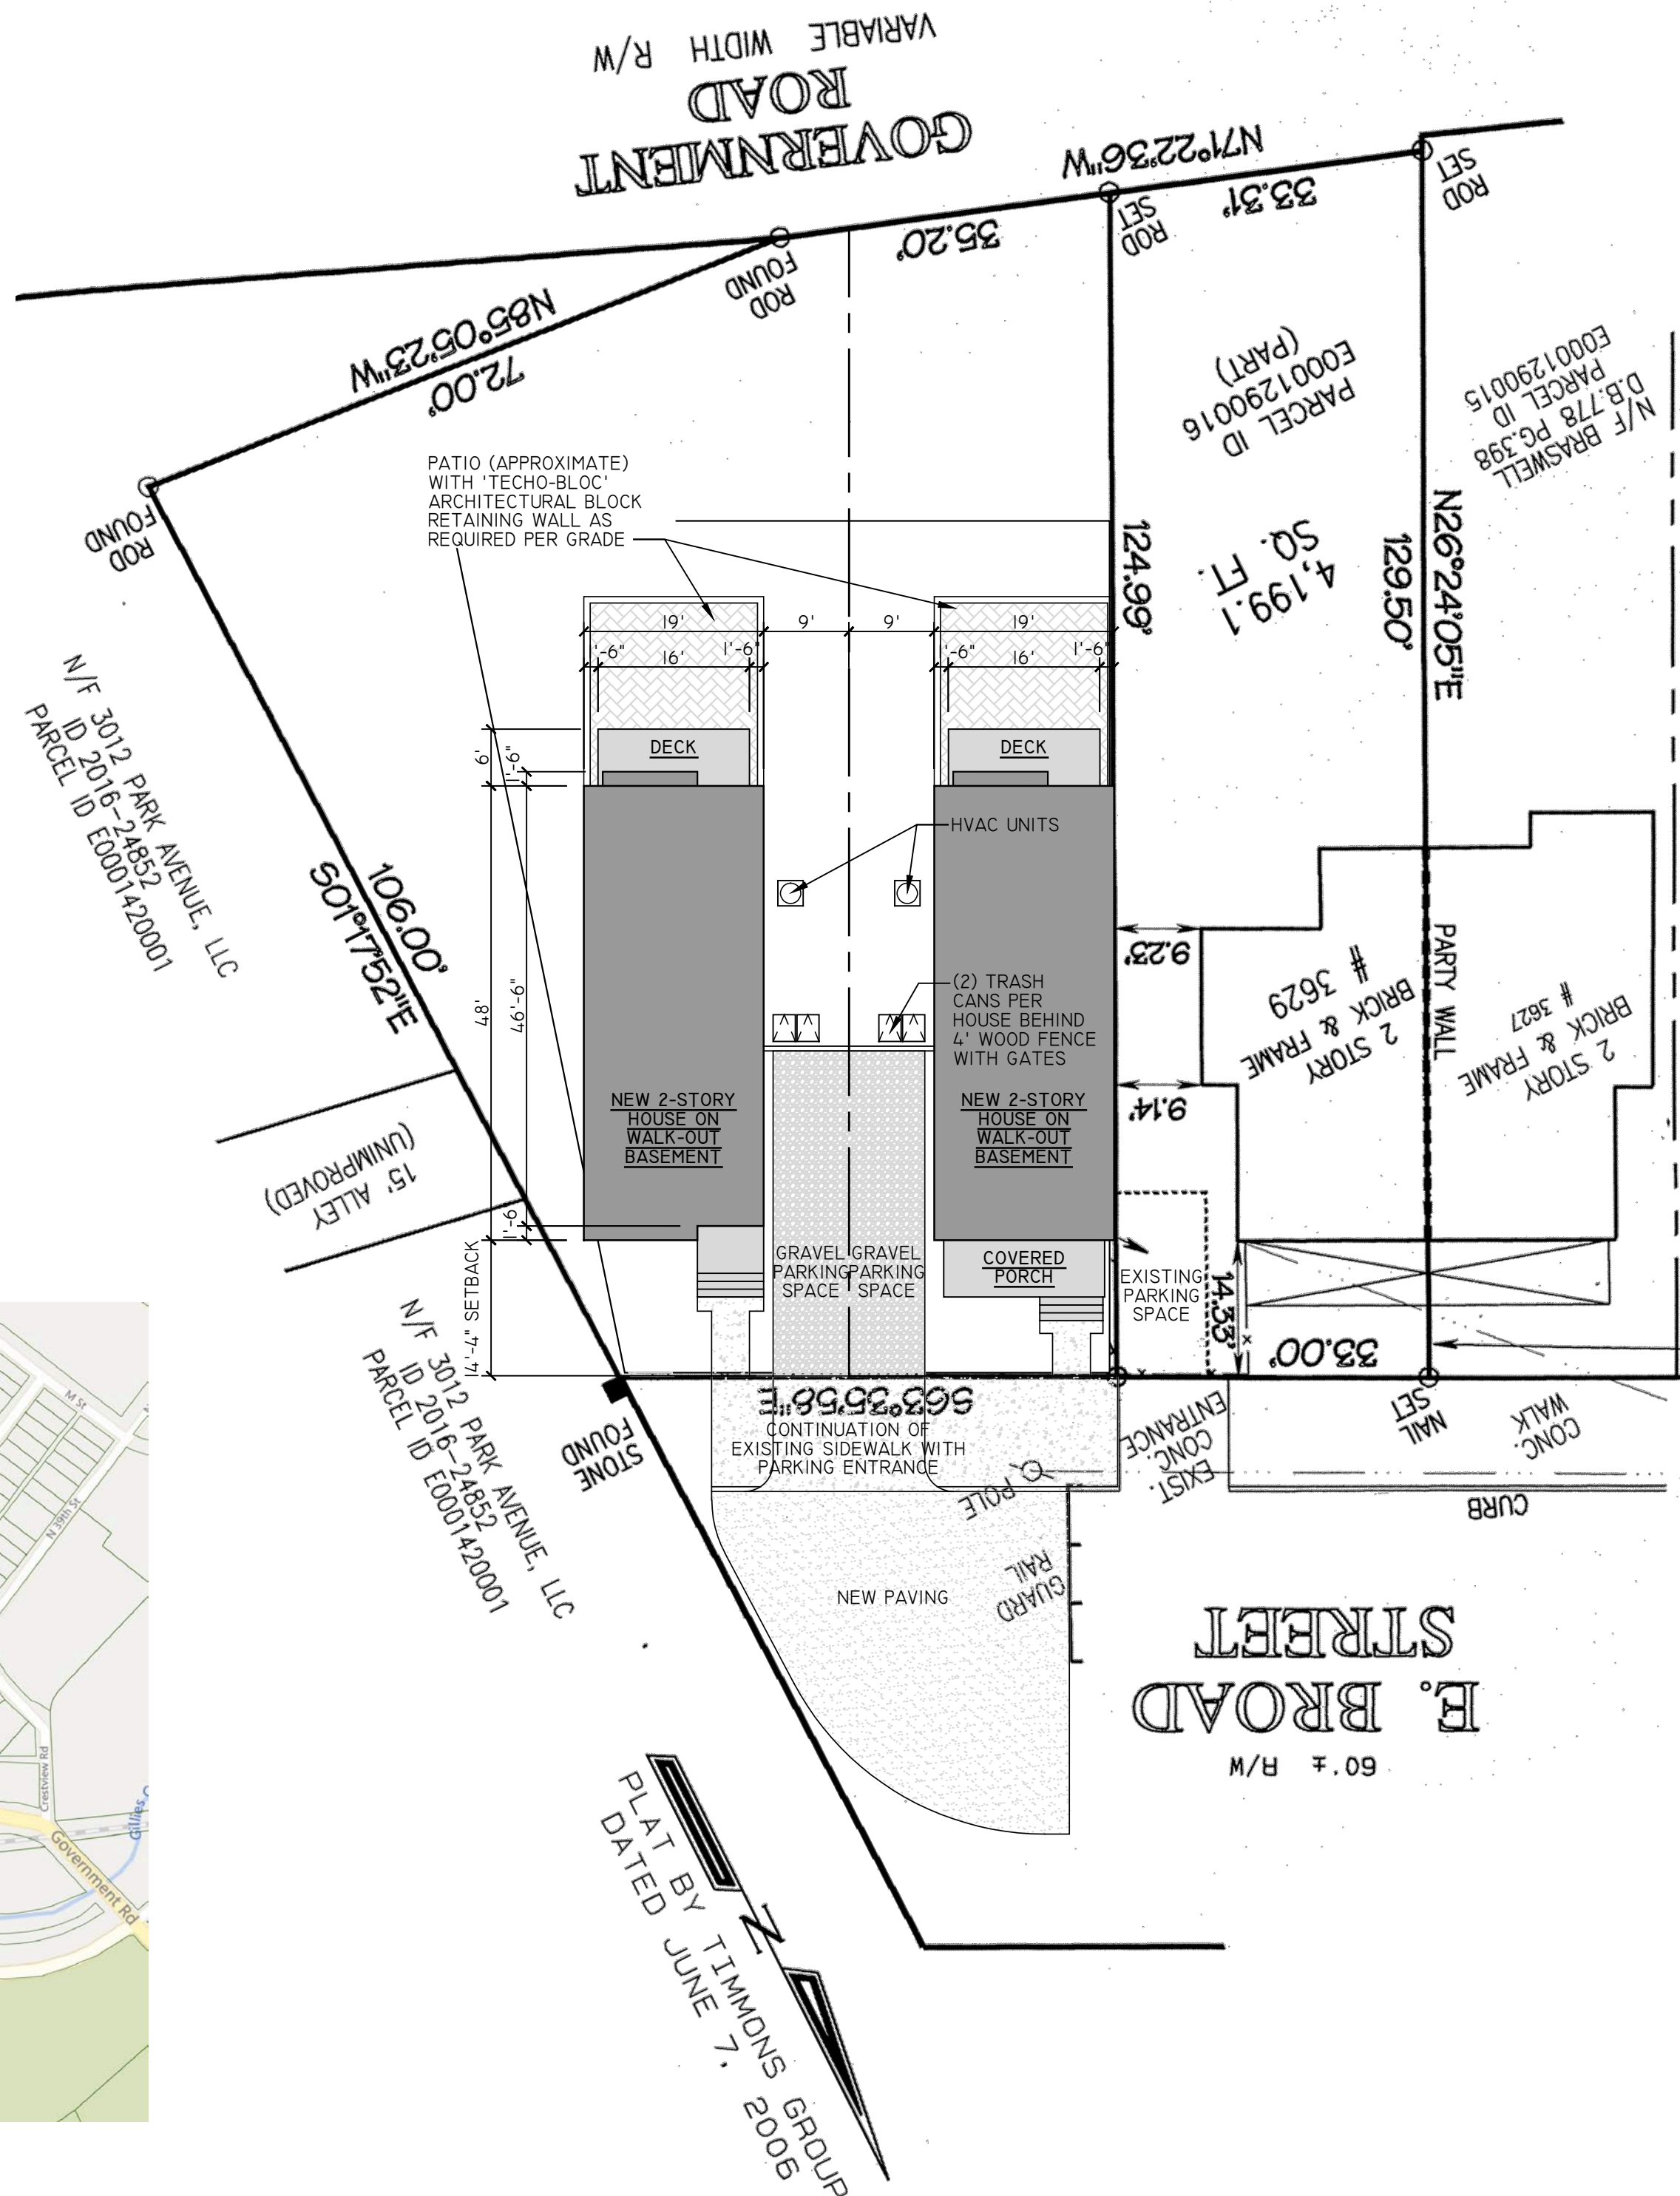 VARIABLE WIDTH R/W
GOVERNMENT
ROAD
N71°22'36"W
33.31'
35.20'
ROD
SET
ROD
SET
ROD
FOUND
N85°05'23"W
72.00'
ROD
FOUND
PARCEL ID
E0001290016
(PART)
N/F BRASWELL
D.B.778 PG.398
PARCEL ID
E0001290015
4,199.1
SQ. FT.
124.99'
129.50'
N26°24'05"E
PATIO (APPROXIMATE)
WITH 'TECHO-BLOC'
ARCHITECTURAL BLOCK
RETAINING WALL AS
REQUIRED PER GRADE
19'
9'
9'
19'
'-6"
16'
1'-6"
'-6"
16'
1'-6"
DECK
DECK
6'
1'-6"
48'
46'-6"
1'-6
14'-4" SETBACK
HVAC UNITS
(2) TRASH
CANS PER
HOUSE BEHIND
4' WOOD FENCE
WITH GATES
NEW 2-STORY
HOUSE ON
WALK-OUT
BASEMENT
NEW 2-STORY
HOUSE ON
WALK-OUT
BASEMENT
N/F 3012 PARK AVENUE, LLC
ID 2016-24852
PARCEL ID E0001420001
106.00'
S01°17'52"E
15' ALLEY
(UNIMPROVED)
N/F 3012 PARK AVENUE, LLC
ID 2016-24852
PARCEL ID E0001420001
9.23'
9.14'
2 STORY
BRICK & FRAME
# 3629
PARTY WALL
2 STORY
BRICK & FRAME
# 3627
GRAVEL
PARKING
SPACE
GRAVEL
PARKING
SPACE
COVERED
PORCH
EXISTING
PARKING
SPACE
14.33'
33.00'
S63°35'58"E
STONE
FOUND
CONTINUATION OF
EXISTING SIDEWALK WITH
PARKING ENTRANCE
EXIST.
CONC.
ENTRANCE
NAIL
SET
CONC.
WALK
POLE
CURB
GUARD
RAIL
NEW PAVING
E. BROAD
STREET
60'± R/W
PLAT BY TIMMONS GROUP
DATED JUNE 7, 2006
N
M St
N 39th St
Crestview Rd
Government Rd
Gillies